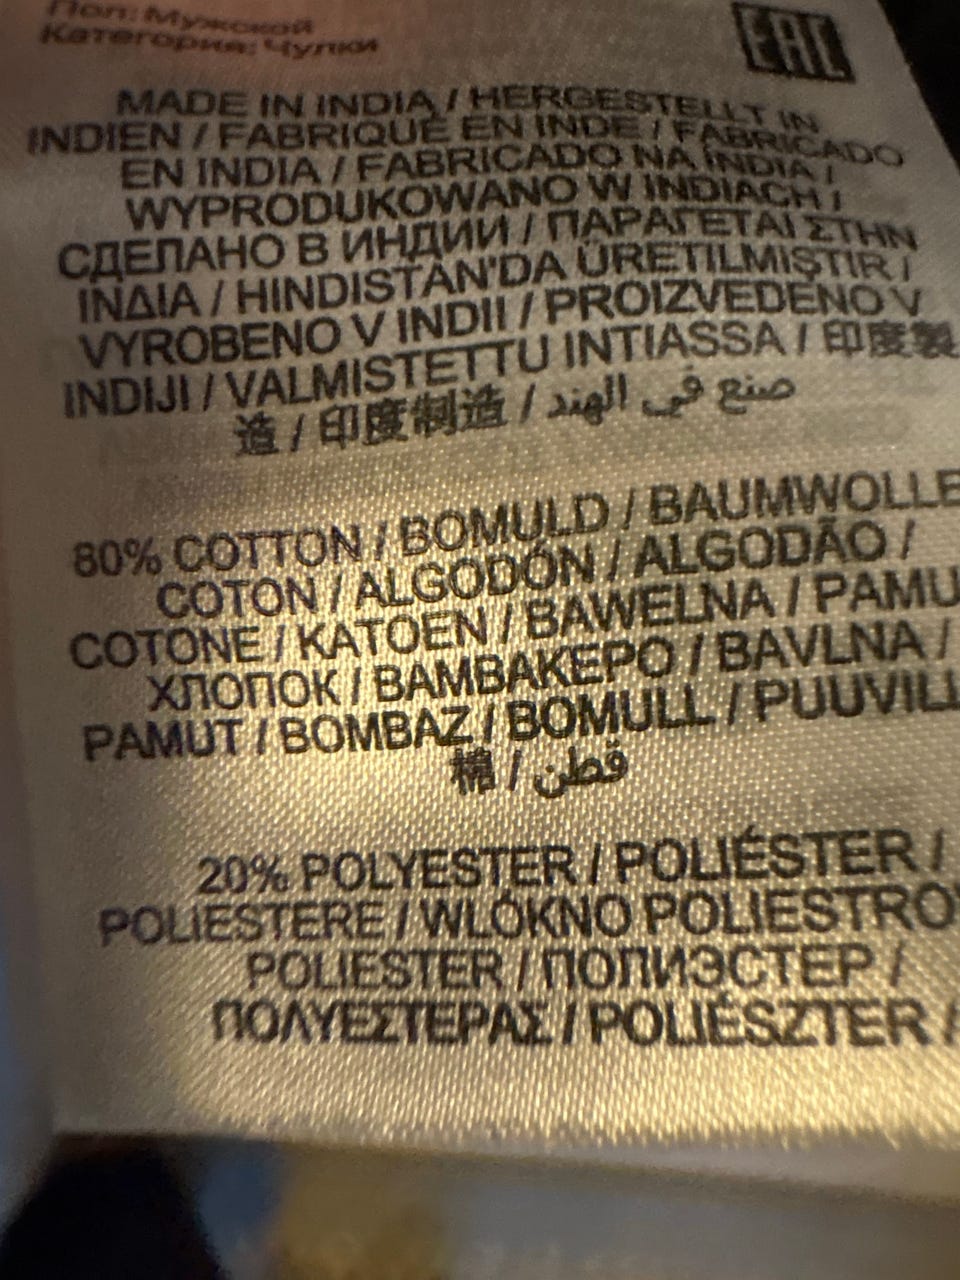 Пол: Мужской
Категория: Чулки
EAC
MADE IN INDIA / HERGESTELLT IN
INDIEN / FABRIQUÉ EN INDE / FABRICADO
EN INDIA / FABRICADO NA ÍNDIA /
WYPRODUKOWANO W INDIACH /
СДЕЛАНО В ИНДИИ / ΠΑΡΑΓΕΤΑΙ ΣΤΗΝ
ΙΝΔΙΑ / HINDISTAN'DA ÜRETILMIŞTIR /
VYROBENO V INDII / PROIZVEDENO V
INDIJI / VALMISTETTU INTIASSA / 印度製
造 / 印度制造 / صنع في الهند
80% COTTON / BOMULD / BAUMWOLLE
COTON / ALGODÓN / ALGODÃO /
COTONE / KATOEN / BAWELNA / PAMU
ХЛОПОК / ΒΑΜΒΑΚΕΡΟ / BAVLNA /
PAMUT / BOMBAZ / BOMULL / PUUVILL
棉 / قطن
20% POLYESTER / POLIÉSTER /
POLIESTERE / WLÓKNO POLIESTRO
POLIESTER / ПОЛИЭСТЕР /
ΠΟΛΥΕΣΤΕΡΑΣ / POLIÉSZTER /